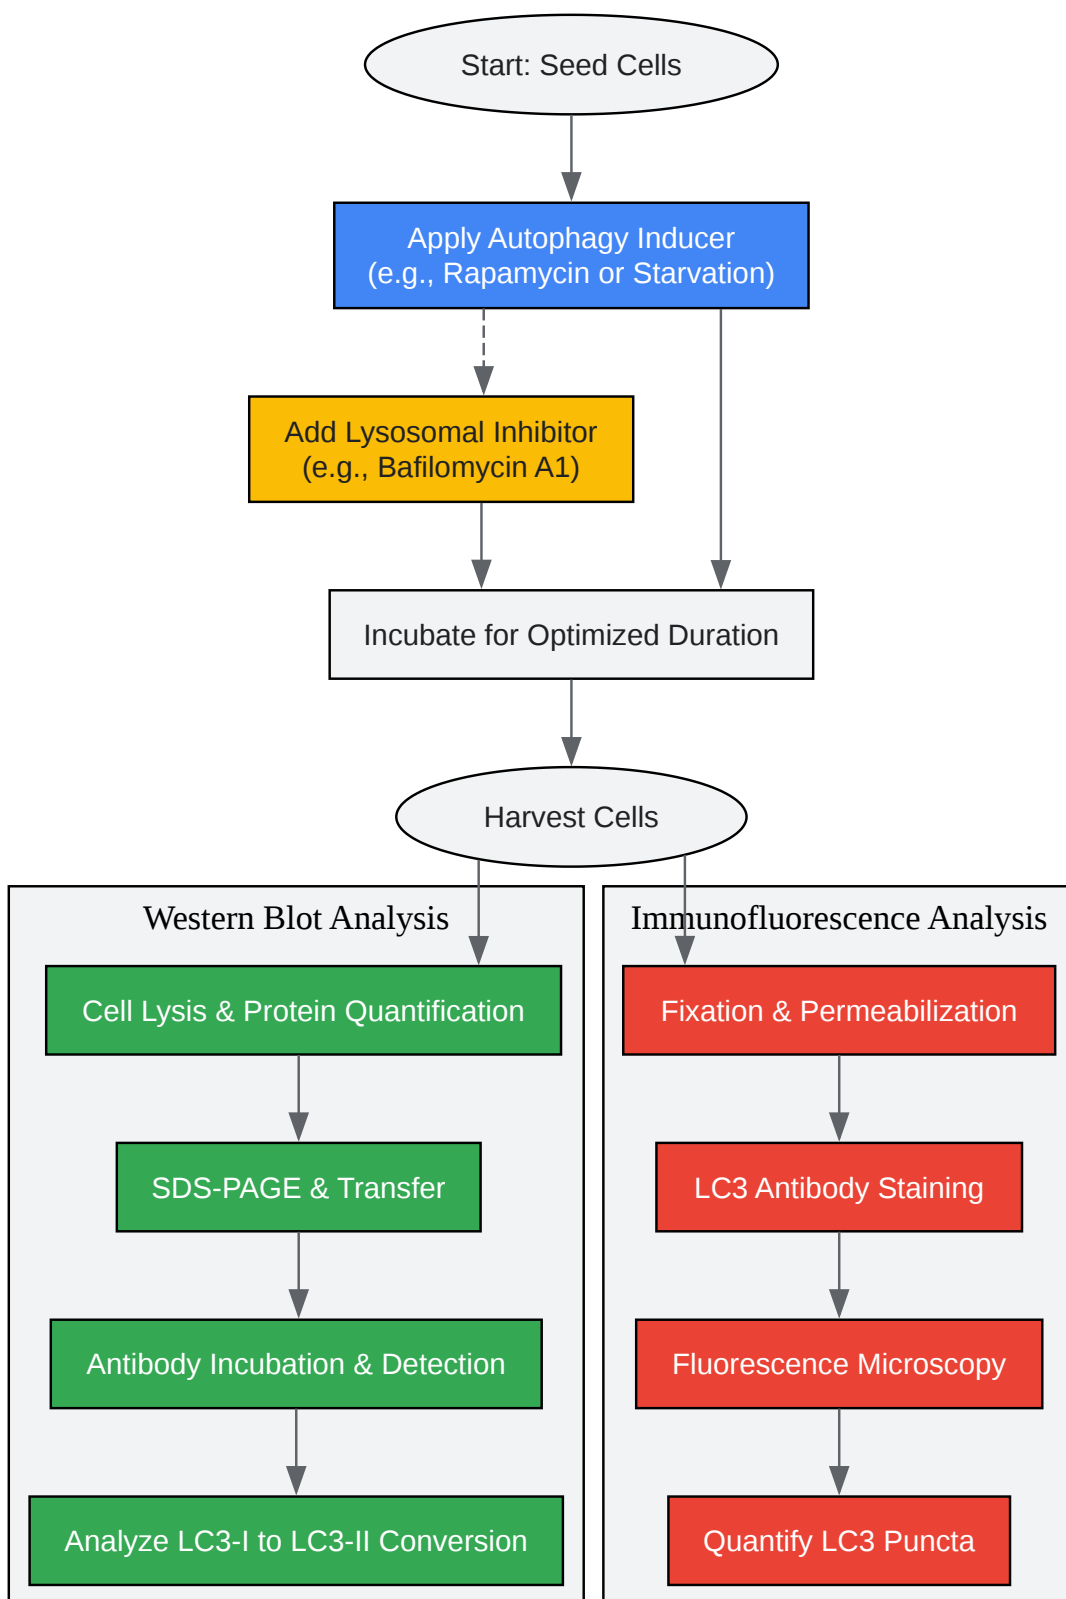 Start: Seed Cells
Apply Autophagy Inducer
(e.g., Rapamycin or Starvation)
Add Lysosomal Inhibitor
(e.g., Bafilomycin A1)
Incubate for Optimized Duration
Harvest Cells
Western Blot Analysis
Cell Lysis & Protein Quantification
SDS-PAGE & Transfer
Antibody Incubation & Detection
Analyze LC3-I to LC3-II Conversion
Immunofluorescence Analysis
Fixation & Permeabilization
LC3 Antibody Staining
Fluorescence Microscopy
Quantify LC3 Puncta